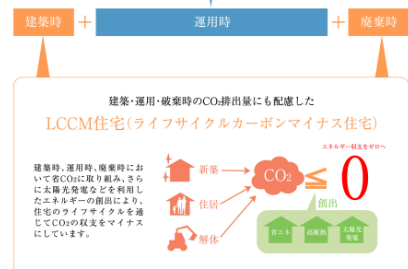 建築時 + 運用時 + 廃棄時
建築・運用・破棄時のCO₂排出量にも配慮した
LCCM住宅(ライフサイクルカーボンマイナス住宅)
建築時、運用時、廃棄時にお
いて省CO₂に取り組み、さら
に太陽光発電などを利用し
たエネルギーの創出により、
住宅のライフサイクルを通
じてCO₂の収支をマイナス
にしています。
エネルギー収支をゼロへ
新築
住居
解体
CO₂
≦
0
創出
省エネ
高断熱
太陽光
発電